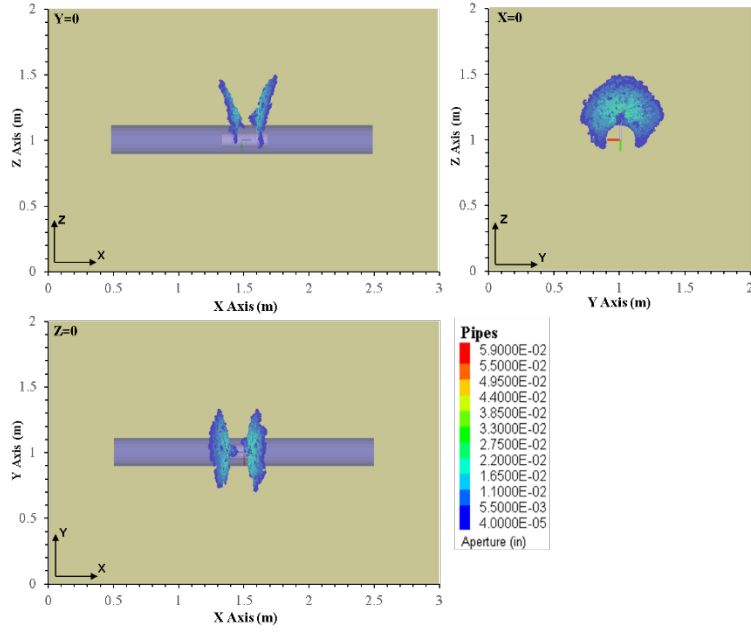 Y=0
2
1.5
1
0.5
0
Z Axis (m)
Z
X
0 0.5 1 1.5 2 2.5 3
X Axis (m)
X=0
2
1.5
1
0.5
0
Z Axis (m)
Z
Y
0 0.5 1 1.5 2
Y Axis (m)
Z=0
2
1.5
1
0.5
0
Y Axis (m)
Y
X
0 0.5 1 1.5 2 2.5 3
X Axis (m)
Pipes
5.9000E-02
5.5000E-02
4.9500E-02
4.4000E-02
3.8500E-02
3.3000E-02
2.7500E-02
2.2000E-02
1.6500E-02
1.1000E-02
5.5000E-03
4.0000E-05
Aperture (in)